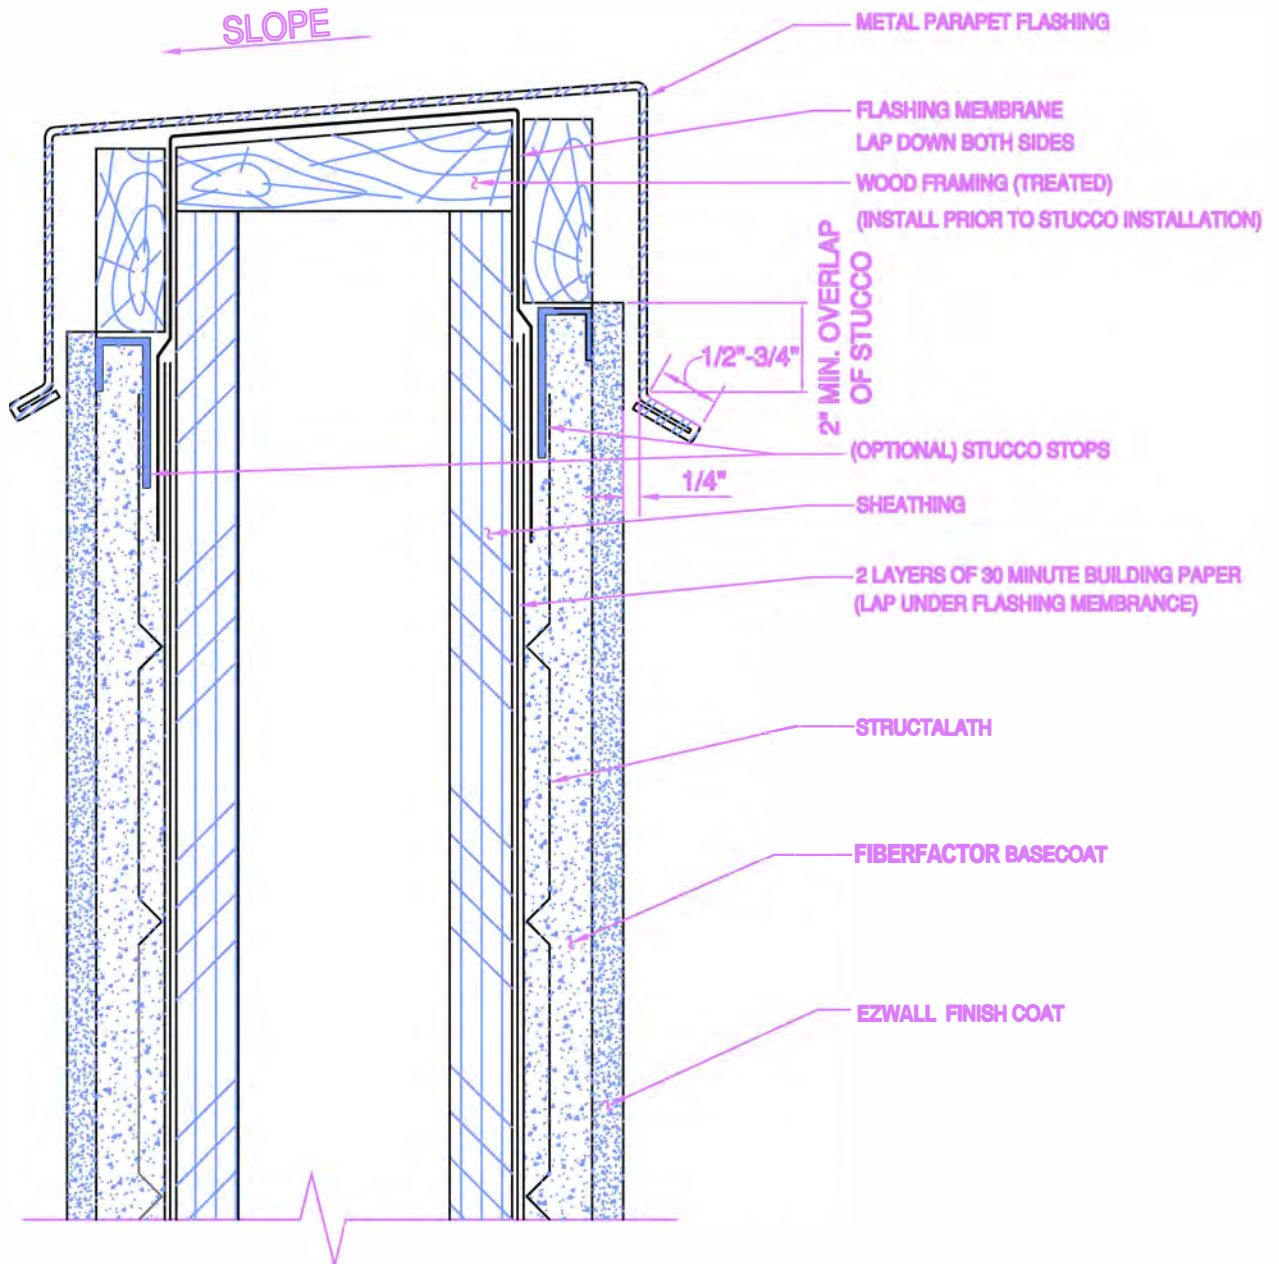 SLOPE
METAL PARAPET FLASHING
FLASHING MEMBRANE
LAP DOWN BOTH SIDES
WOOD FRAMING (TREATED)
(INSTALL PRIOR TO STUCCO INSTALLATION)
2" MIN. OVERLAP
OF STUCCO
1/2"-3/4"
(OPTIONAL) STUCCO STOPS
1/4"
SHEATHING
2 LAYERS OF 30 MINUTE BUILDING PAPER
(LAP UNDER FLASHING MEMBRANCE)
STRUCTALATH
FIBERFACTOR BASECOAT
EZWALL FINISH COAT